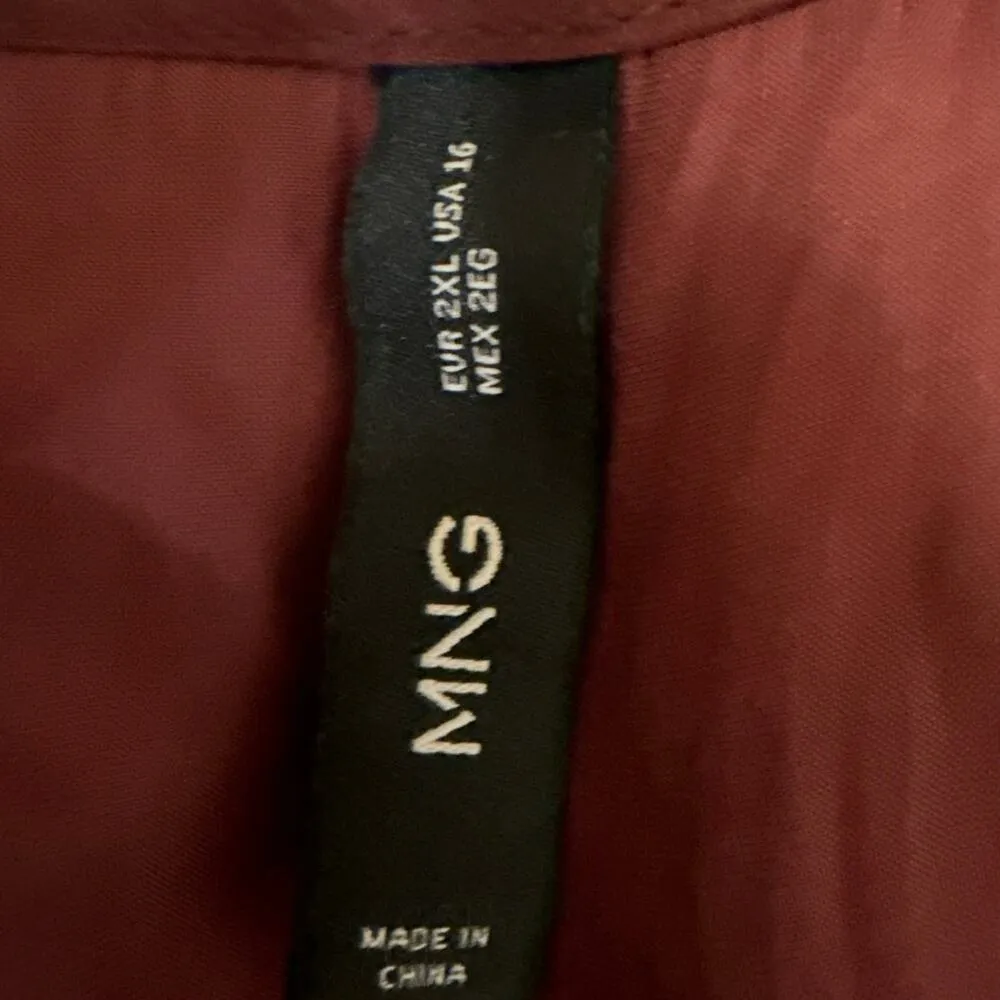 EUR 2XL USA 16
MEX 2EG
MNG
MADE IN
CHINA